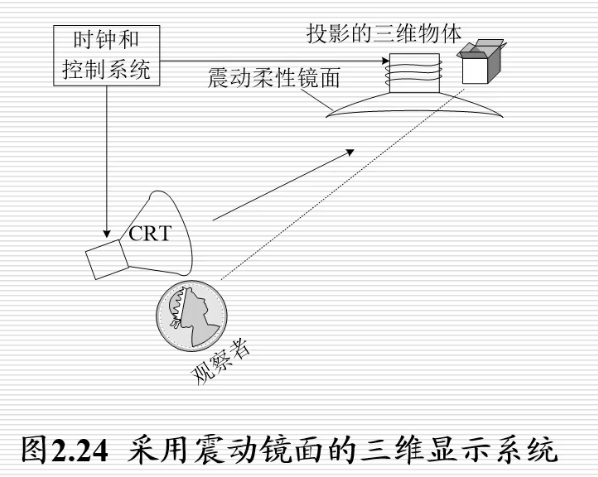 时钟和
控制系统
投影的三维物体
震动柔性镜面
CRT
观察者
图2.24 采用震动镜面的三维显示系统